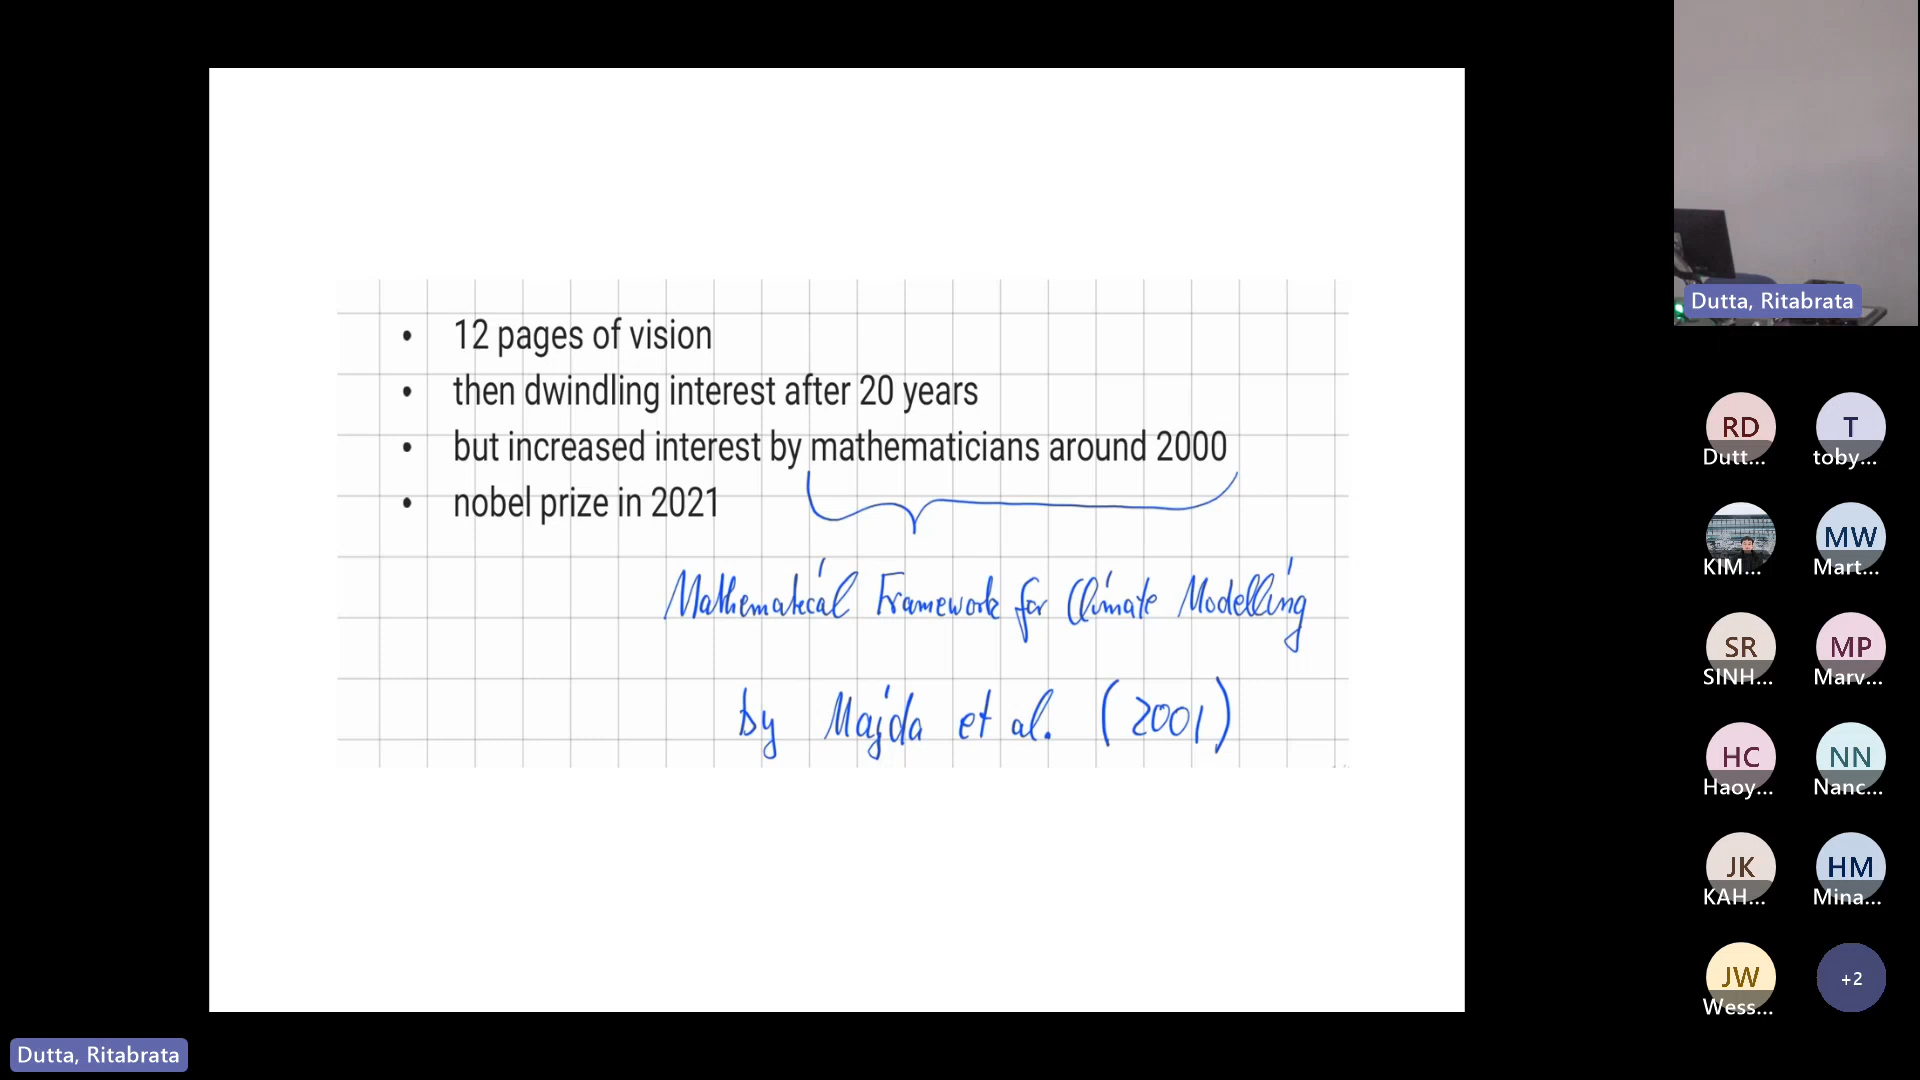 • 12 pages of vision
• then dwindling interest after 20 years
• but increased interest by mathematicians around 2000
• nobel prize in 2021
Mathematical Framework for Climate Modelling
by Majda et al. (2001)
Dutta, Ritabrata
RD
Dutt...
T
toby...
KIM...
MW
Mart...
SR
SINH...
MP
Marv...
HC
Haoy...
NN
Nanc...
JK
KAH...
HM
Mina...
JW
Wess...
+2
Dutta, Ritabrata